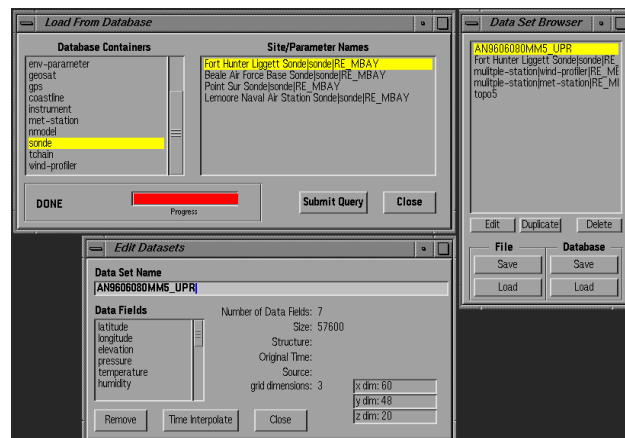 Load From Database
Database Containers
env-parameter
geosat
gps
coastline
instrument
met-station
nmodel
sonde
tchain
wind-profiler
Site/Parameter Names
Fort Hunter Liggett Sonde|sonde|RE_MBAY
Beale Air Force Base Sonde|sonde|RE_MBAY
Point Sur Sonde|sonde|RE_MBAY
Lemoore Naval Air Station Sonde|sonde|RE_MBAY
DONE
Progress
Submit Query
Close
Data Set Browser
AN9606080MM5_UPR
Fort Hunter Liggett Sonde|sonde|RE_M
mulitple-station|wind-profiler|RE_ME
mulitple-station|met-station|RE_MI
topo5
Edit
Duplicate
Delete
File
Database
Save
Save
Load
Load
Edit Datasets
Data Set Name
AN9606080MM5_UPR
Data Fields
latitude
longitude
elevation
pressure
temperature
humidity
Number of Data Fields: 7
Size: 57600
Structure:
Original Time:
Source:
grid dimensions: 3
x dim: 60
y dim: 48
z dim: 20
Remove
Time Interpolate
Close